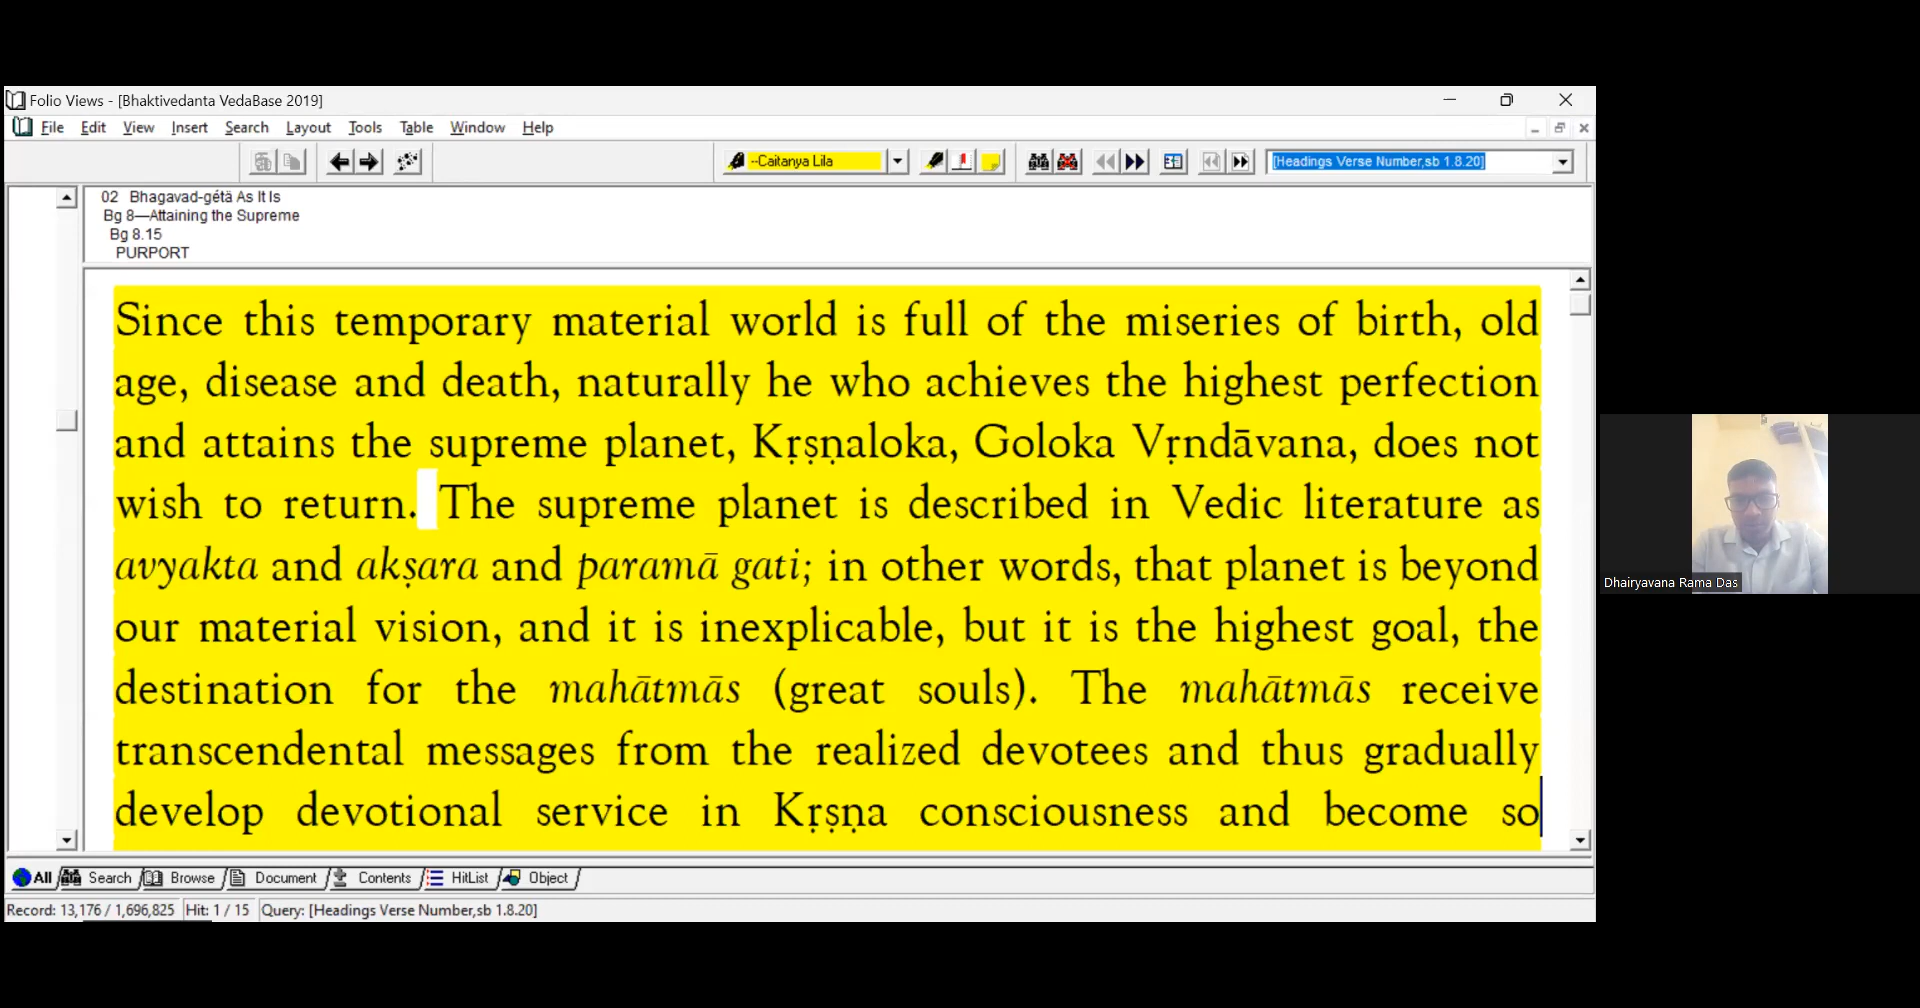 Folio Views - [Bhaktivedanta VedaBase 2019]
File Edit View Insert Search Layout Tools Table Window Help
--Caitanya Lila
[Headings Verse Number,sb 1.8.20]
02 Bhagavad-gétä As It Is
Bg 8—Attaining the Supreme
Bg 8.15
PURPORT
Since this temporary material world is full of the miseries of birth, old
age, disease and death, naturally he who achieves the highest perfection
and attains the supreme planet, Kṛṣṇaloka, Goloka Vṛndāvana, does not
wish to return. The supreme planet is described in Vedic literature as
avyakta and akṣara and paramā gati; in other words, that planet is beyond
our material vision, and it is inexplicable, but it is the highest goal, the
destination for the mahātmās (great souls). The mahātmās receive
transcendental messages from the realized devotees and thus gradually
develop devotional service in Kṛṣṇa consciousness and become so
Dhairyavana Rama Das
All Search Browse Document Contents HitList Object
Record: 13,176 / 1,696,825 Hit: 1 / 15 Query: [Headings Verse Number,sb 1.8.20]